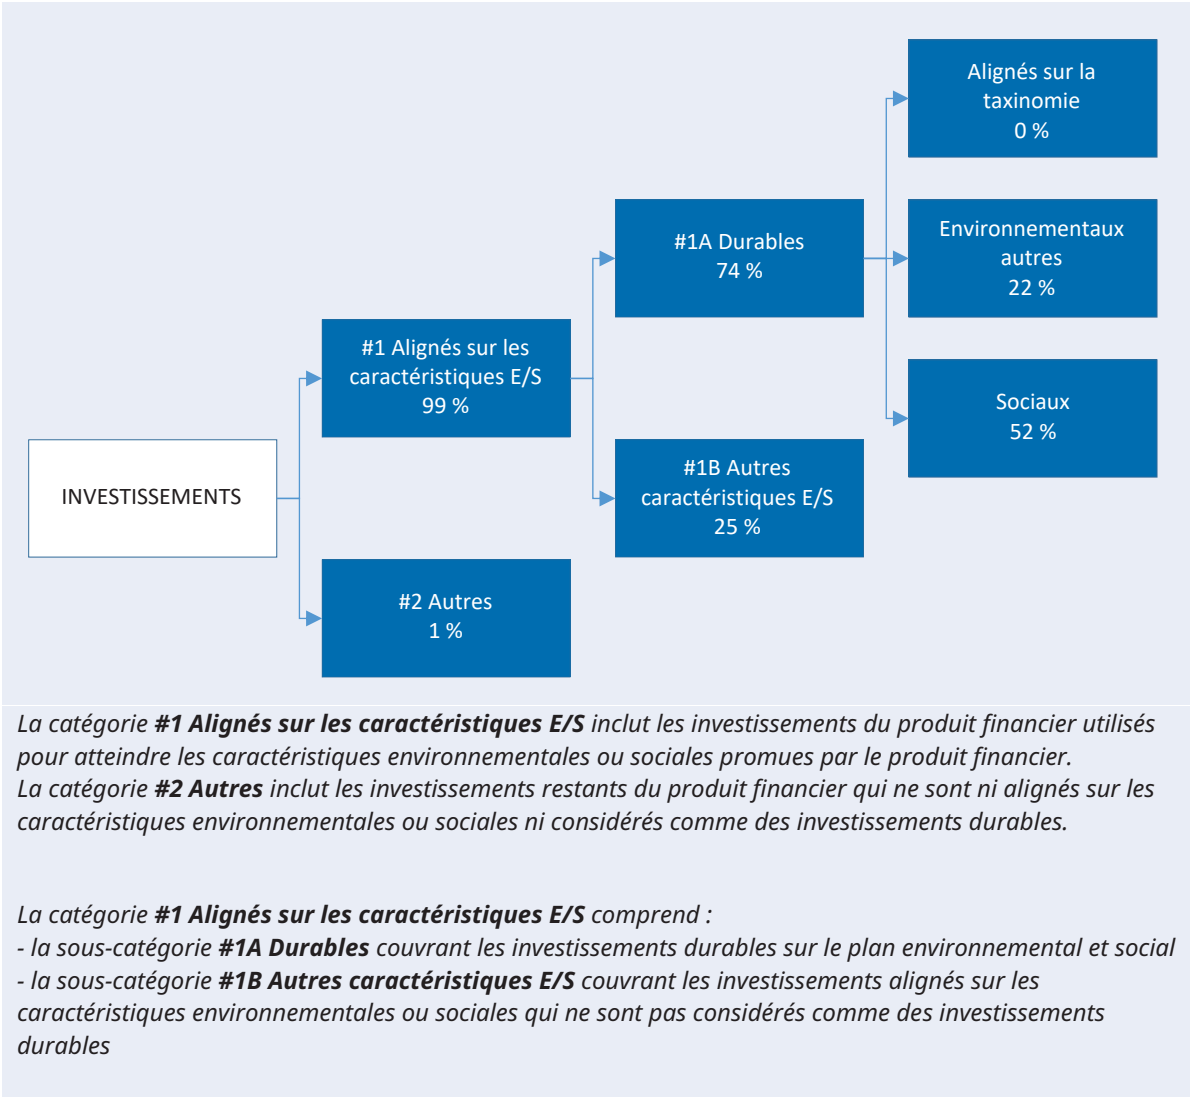 Alignés sur la
taxinomie
0 %
#1A Durables
74 %
Environnementaux
autres
22 %
#1 Alignés sur les
caractéristiques E/S
99 %
Sociaux
52 %
INVESTISSEMENTS
#1B Autres
caractéristiques E/S
25 %
#2 Autres
1 %
La catégorie #1 Alignés sur les caractéristiques E/S inclut les investissements du produit financier utilisés
pour atteindre les caractéristiques environnementales ou sociales promues par le produit financier.
La catégorie #2 Autres inclut les investissements restants du produit financier qui ne sont ni alignés sur les
caractéristiques environnementales ou sociales ni considérés comme des investissements durables.
La catégorie #1 Alignés sur les caractéristiques E/S comprend :
- la sous-catégorie #1A Durables couvrant les investissements durables sur le plan environnemental et social
- la sous-catégorie #1B Autres caractéristiques E/S couvrant les investissements alignés sur les
caractéristiques environnementales ou sociales qui ne sont pas considérés comme des investissements
durables